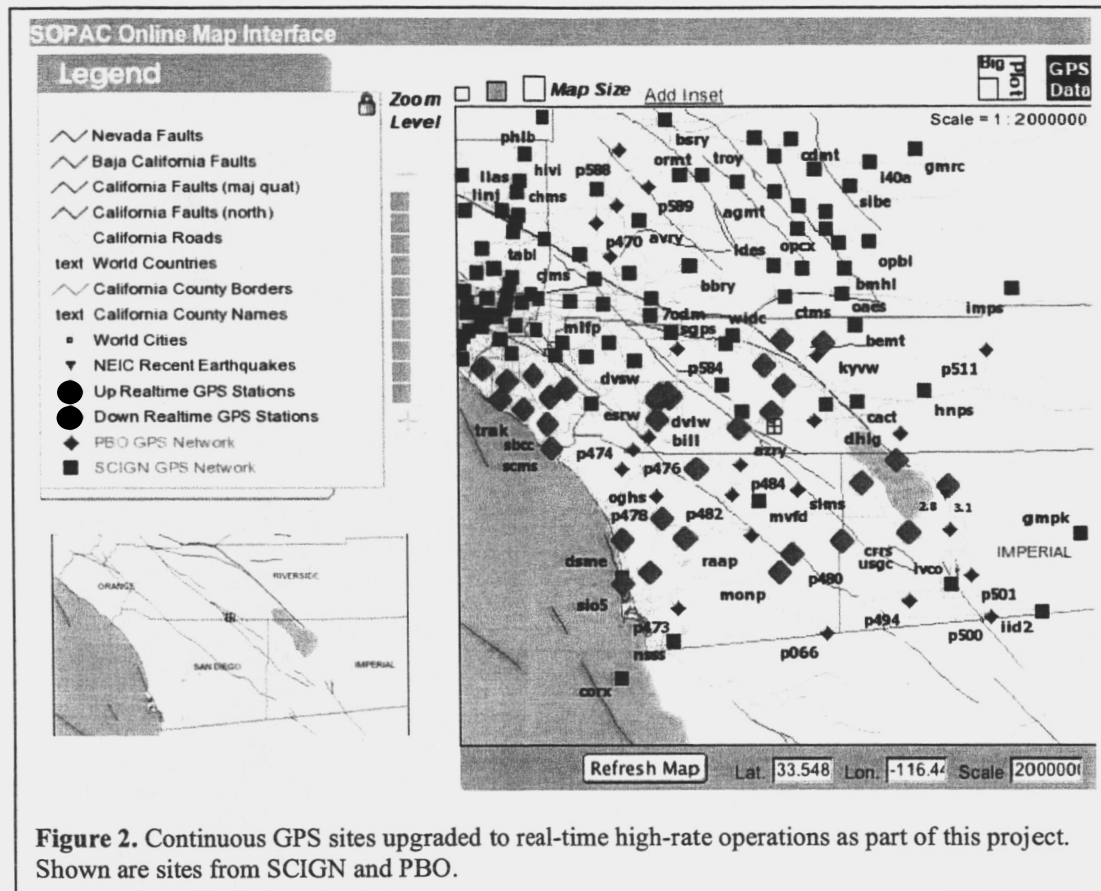 SOPAC Online Map Interface
Legend
Zoom Level
Map Size
Add Inset
Big Plot
GPS Data
Scale = 1 : 2000000
Nevada Faults
Baja California Faults
California Faults (maj quat)
California Faults (north)
California Roads
text World Countries
California County Borders
text California County Names
World Cities
NEIC Recent Earthquakes
Up Realtime GPS Stations
Down Realtime GPS Stations
PBO GPS Network
SCIGN GPS Network
phlb
bsry
hivi
p588
ormt
troy
cdmt
gmrc
i40a
llas
linj
chms
p589
agmt
sibe
p470
avry
ldes
opcx
opbl
tabl
cjms
bbry
bmhl
ctms
oaes
imps
7odm
widc
sgps
mlfp
bemt
p584
kyvw
p511
dvsw
hnps
esrw
dvlw
cact
trak
bill
dhlg
sbcc
azry
scms
p474
p476
p484
oghs
slms
2.8
3.1
p478
p482
mvfd
gmpk
IMPERIAL
dsme
raap
p480
usgc
ivco
sio5
monp
p501
p473
p494
p500
iid2
nsss
p066
corx
ORANGE
RIVERSIDE
SAN DIEGO
IMPERIAL
Refresh Map
Lat. 33.548
Lon. -116.44
Scale 2000000
Figure 2. Continuous GPS sites upgraded to real-time high-rate operations as part of this project.
Shown are sites from SCIGN and PBO.